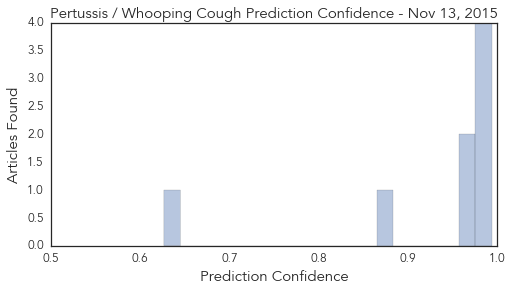 Pertussis / Whooping Cough Prediction Confidence - Nov 13, 2015
4.0
3.5
3.0
2.5
2.0
1.5
1.0
0.5
0.0
Articles Found
0.5 0.6 0.7 0.8 0.9 1.0
Prediction Confidence